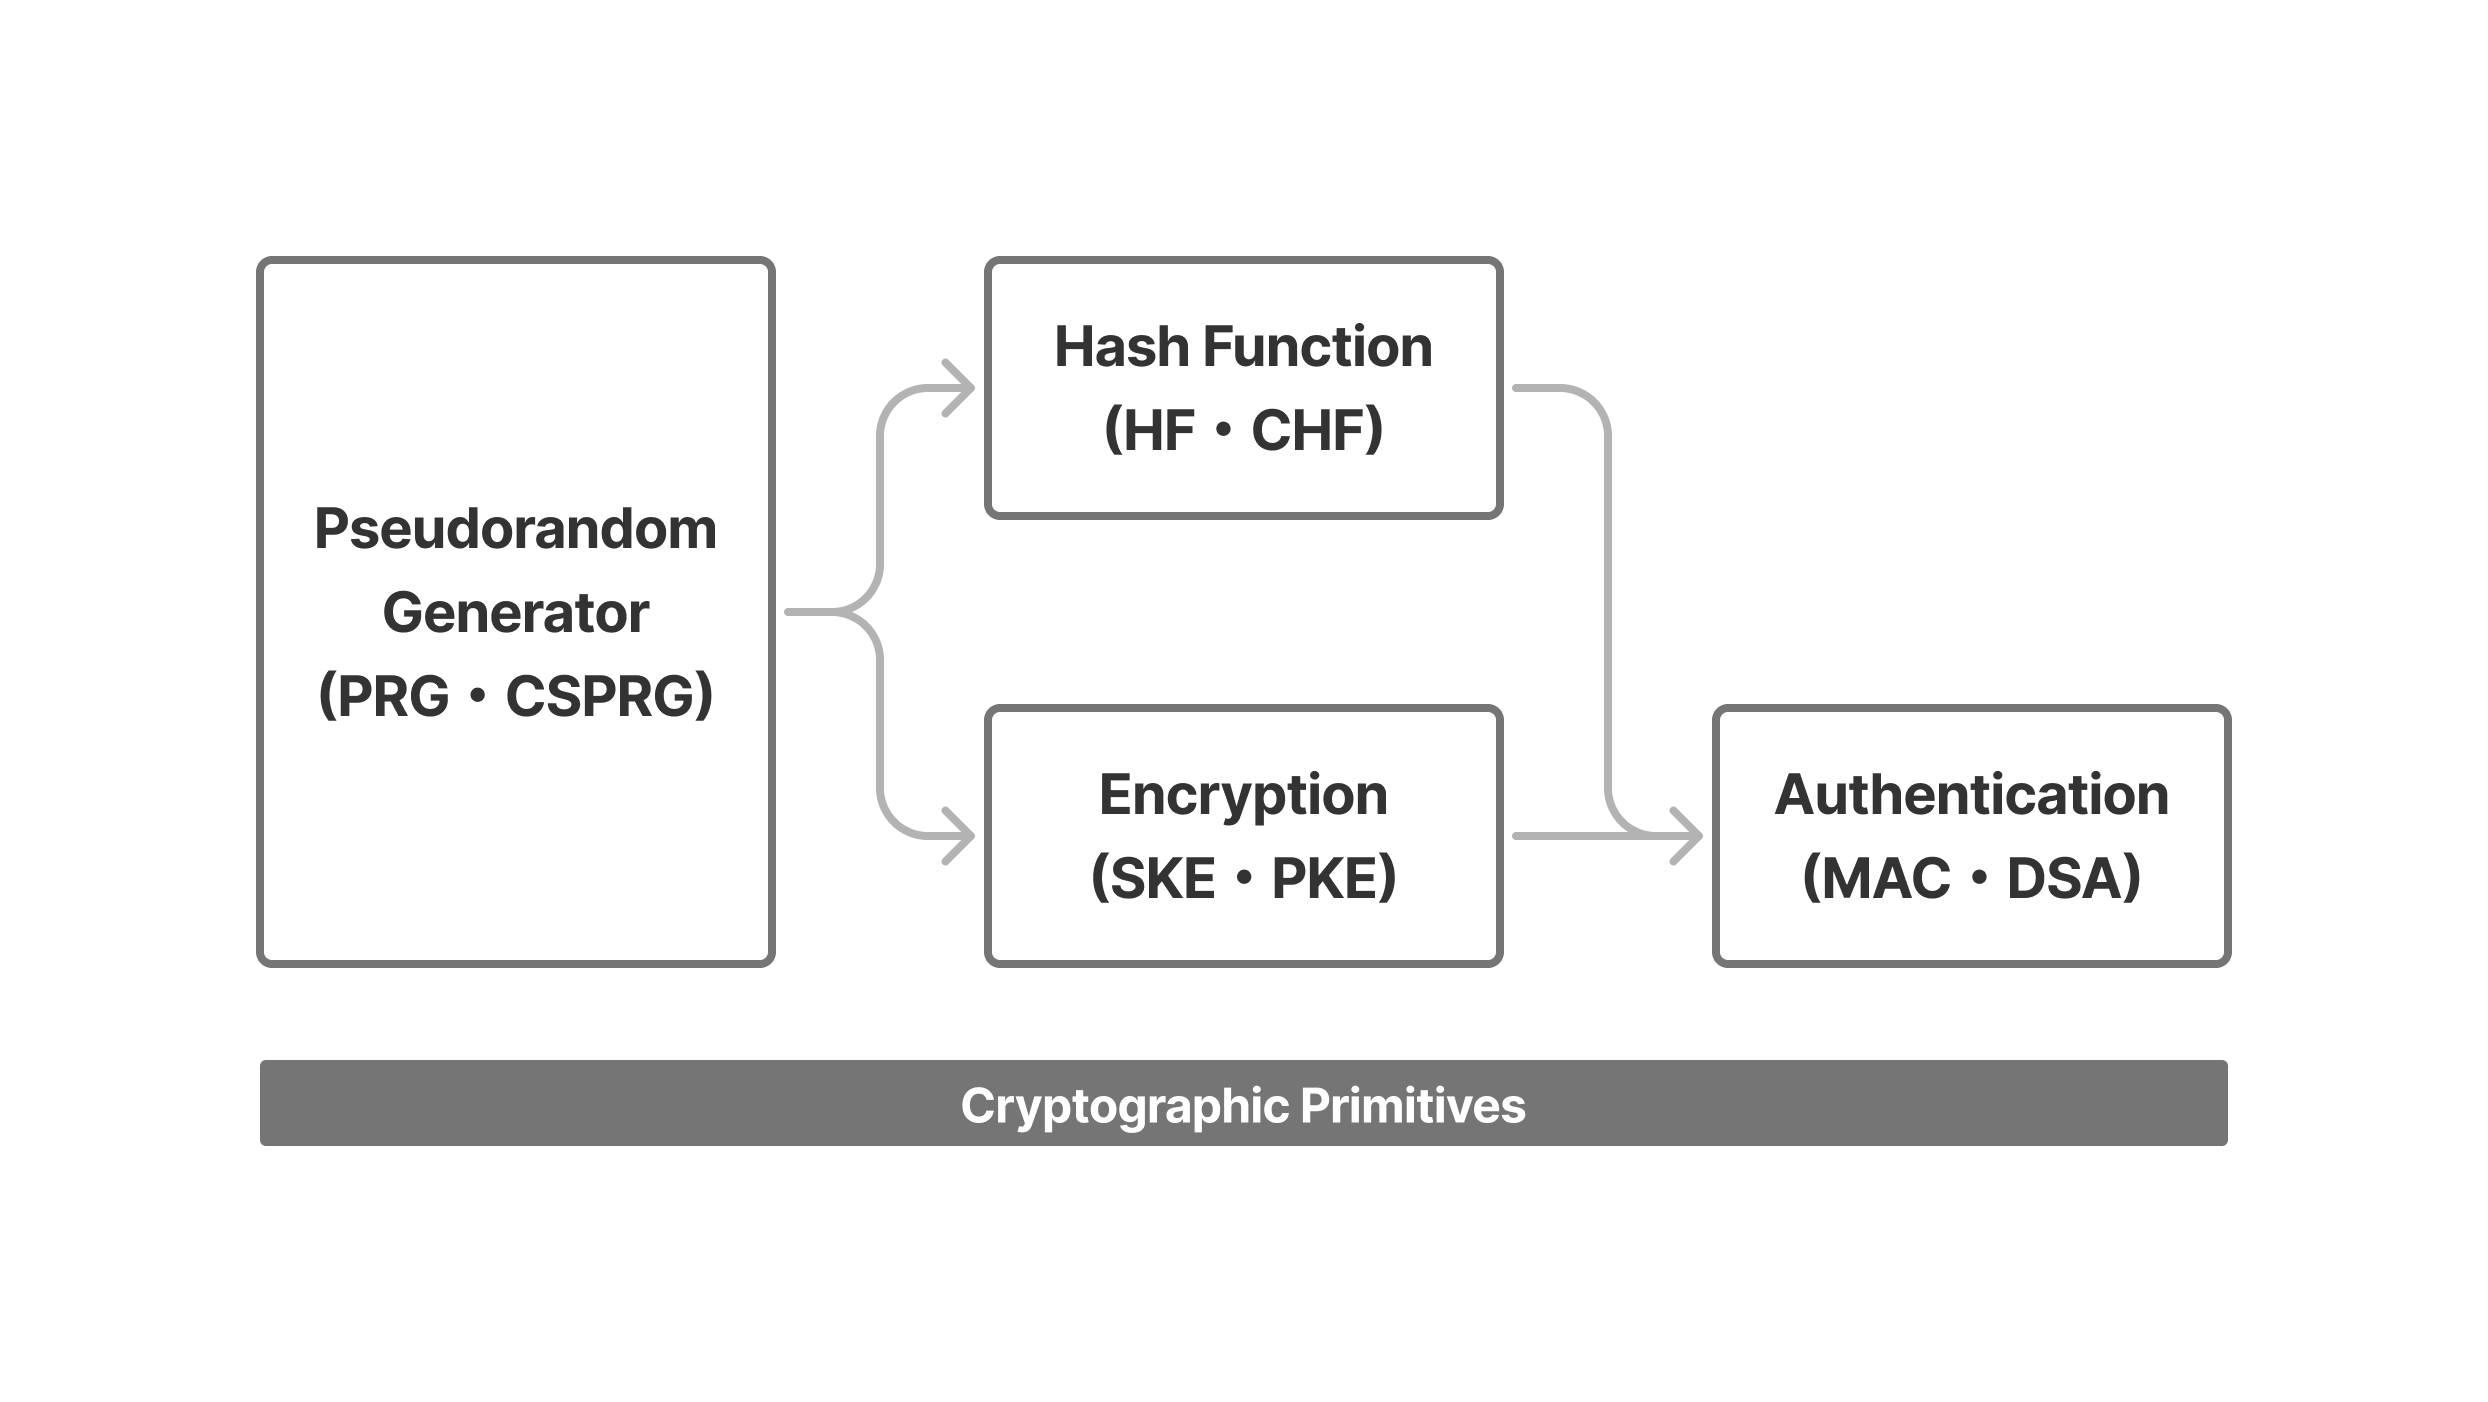 Pseudorandom
Generator
(PRG • CSPRG)
Hash Function
(HF • CHF)
Encryption
(SKE • PKE)
Authentication
(MAC • DSA)
Cryptographic Primitives